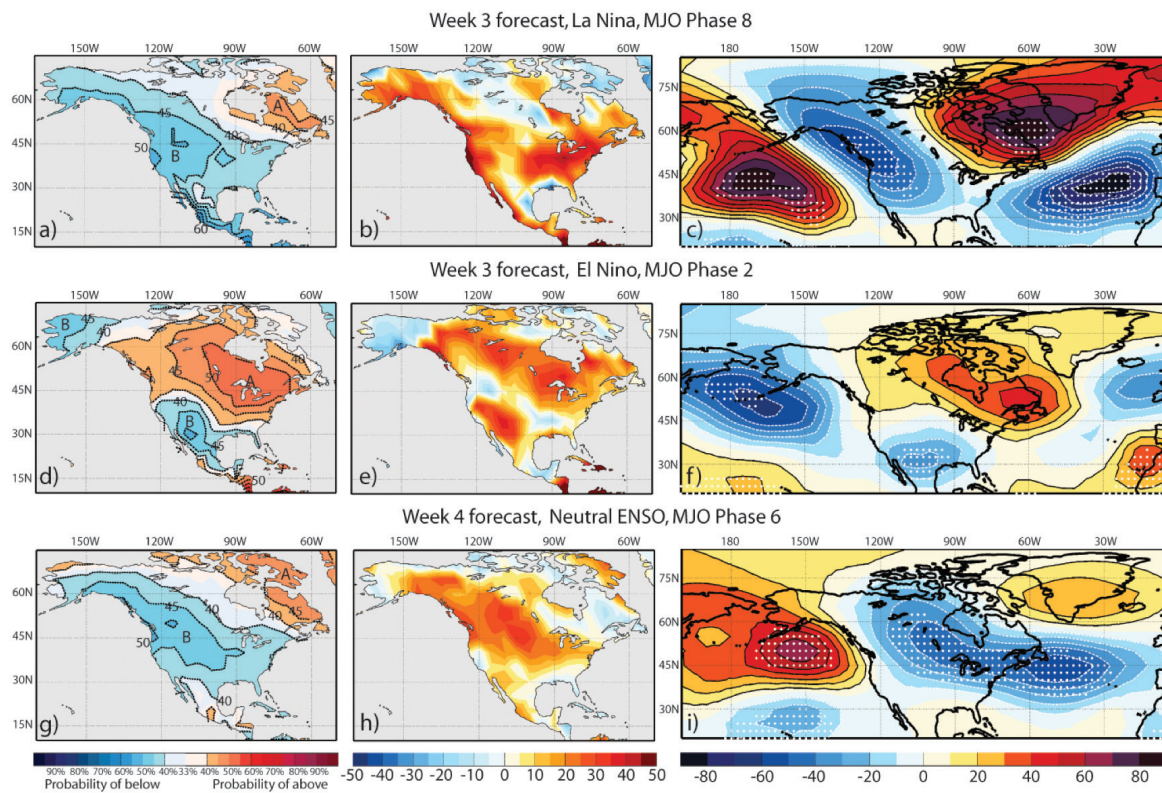 Week 3 forecast, La Nina, MJO Phase 8
150W 120W 90W 60W 150W 120W 90W 60W 180 150W 120W 90W 60W 30W
60N 45N 30N 15N
45 40 45 A 40 50 B 40 60
a) b)
75N 60N 45N 30N
c)
Week 3 forecast, El Nino, MJO Phase 2
150W 120W 90W 60W 150W 120W 90W 60W 180 150W 120W 90W 60W 30W
60N 45N 30N 15N
B 45 40 40 45 50 A 40 B 45 50
d) e)
75N 60N 45N 30N
f)
Week 4 forecast, Neutral ENSO, MJO Phase 6
150W 120W 90W 60W 150W 120W 90W 60W 180 150W 120W 90W 60W 30W
60N 45N 30N 15N
A 45 40 45 40 50 B 40
g) h)
75N 60N 45N 30N
i)
90% 80% 70% 60% 50% 40% 33% 40% 50% 60% 70% 80% 90%
Probability of below Probability of above
-50 -40 -30 -20 -10 0 10 20 30 40 50
-80 -60 -40 -20 0 20 40 60 80